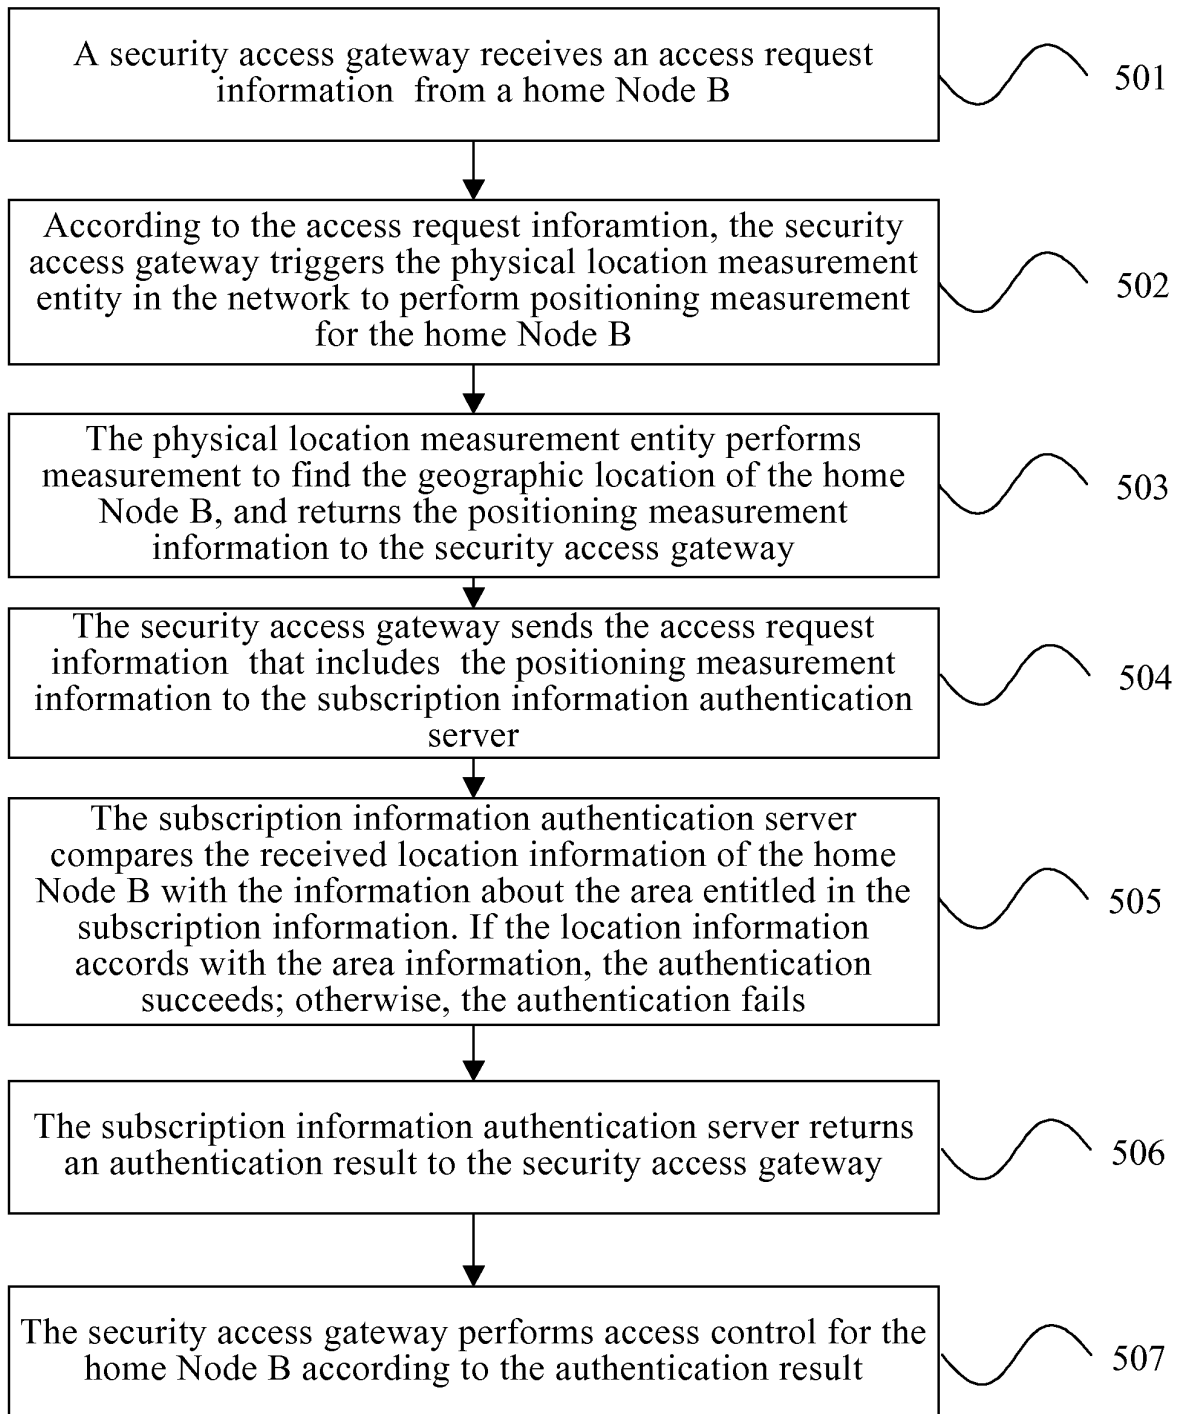 A security access gateway receives an access request
information from a home Node B
501
According to the access request inforamtion, the security
access gateway triggers the physical location measurement
entity in the network to perform positioning measurement
for the home Node B
502
The physical location measurement entity performs
measurement to find the geographic location of the home
Node B, and returns the positioning measurement
information to the security access gateway
503
The security access gateway sends the access request
information that includes the positioning measurement
information to the subscription information authentication
server
504
The subscription information authentication server
compares the received location information of the home
Node B with the information about the area entitled in the
subscription information. If the location information
accords with the area information, the authentication
succeeds; otherwise, the authentication fails
505
The subscription information authentication server returns
an authentication result to the security access gateway
506
The security access gateway performs access control for the
home Node B according to the authentication result
507